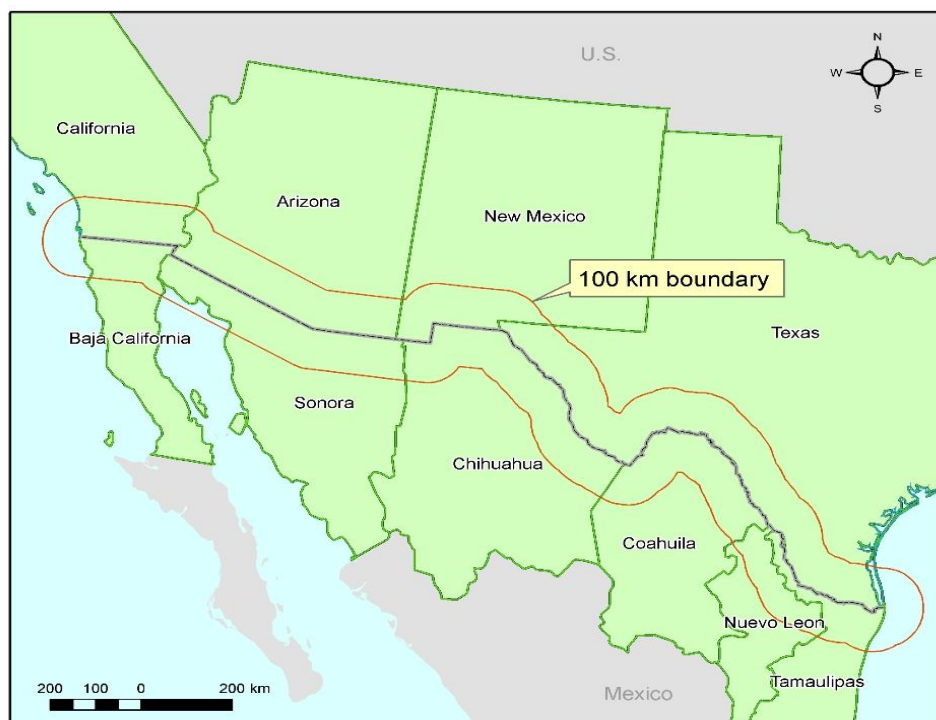 U.S.
N
W E
S
California
Arizona
New Mexico
100 km boundary
Texas
Baja California
Sonora
Chihuahua
Coahuila
Nuevo Leon
Tamaulipas
Mexico
200 100 0 200 km